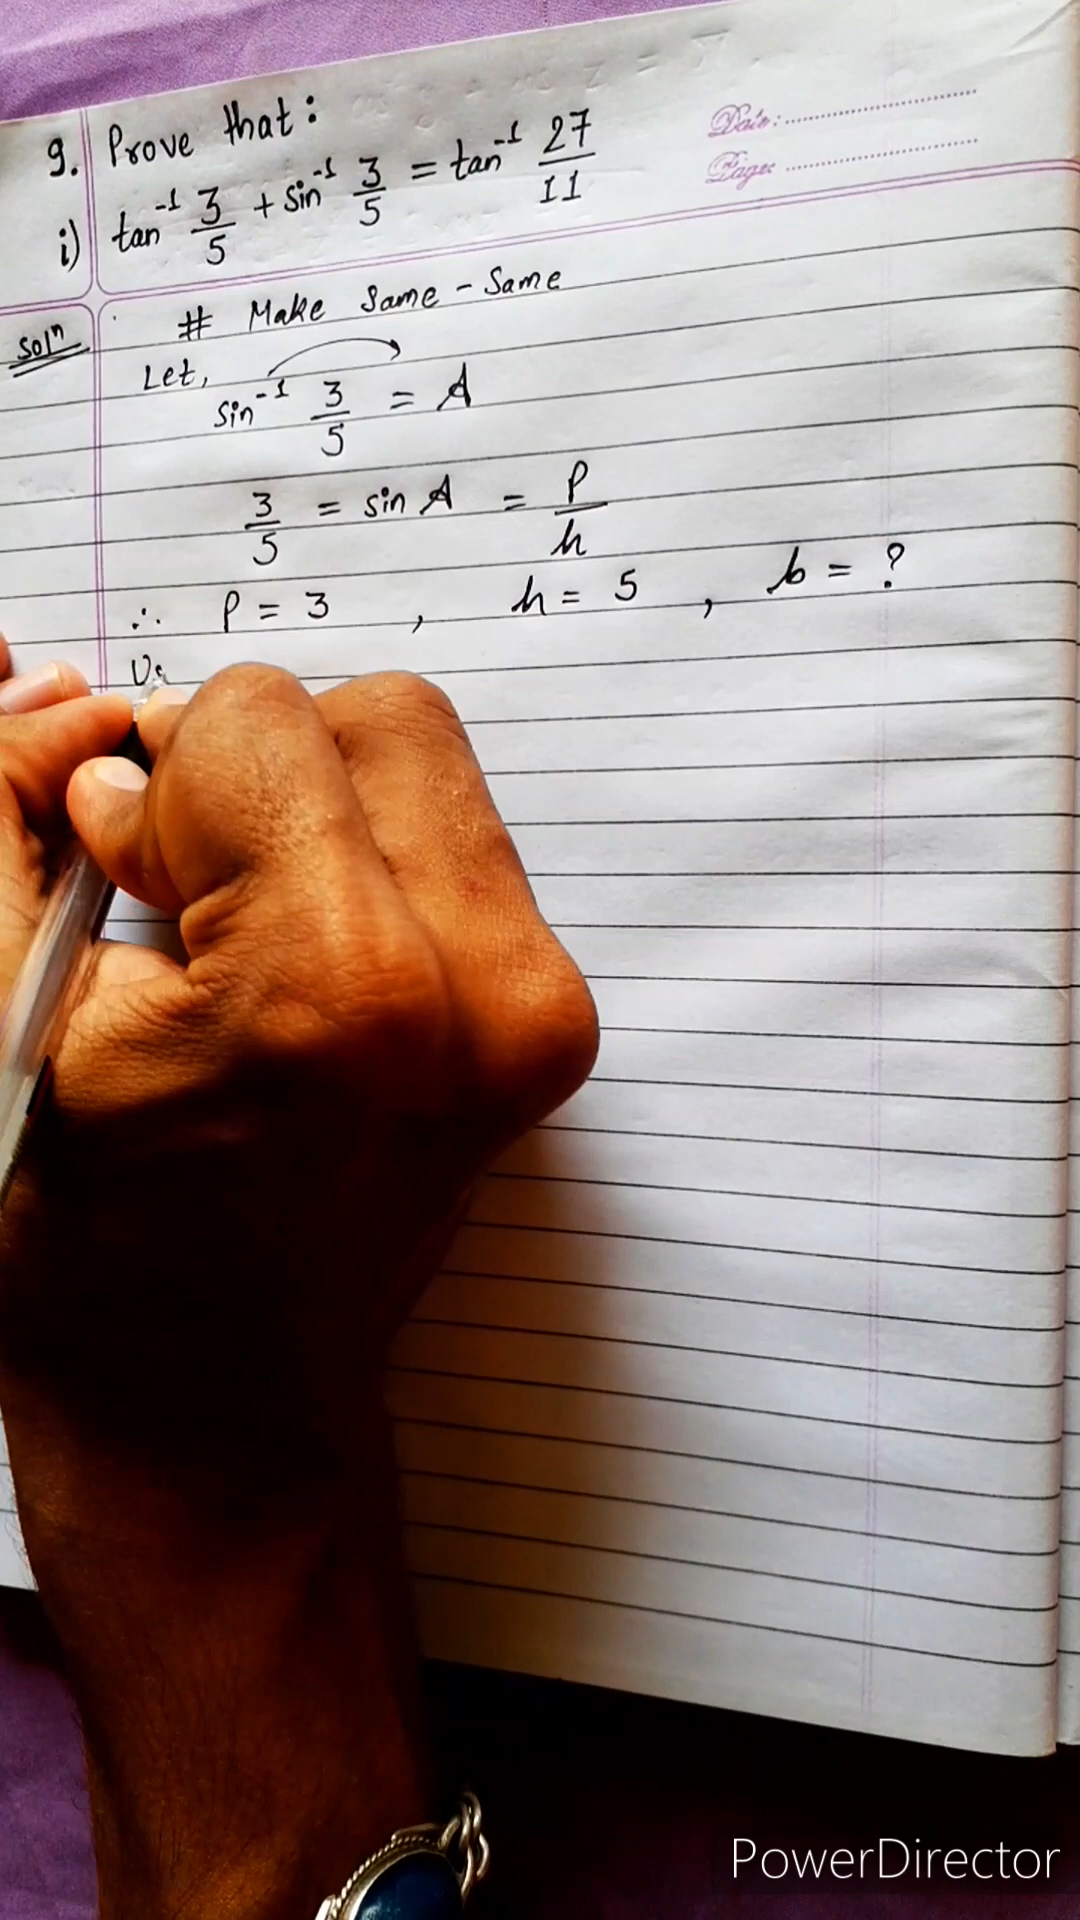 9. Prove that :
Date: ........................
Page: ........................
i) tan⁻¹ 3/5 + sin⁻¹ 3/5 = tan⁻¹ 27/11
# Make Same - Same
Solⁿ
Let,
sin⁻¹ 3/5 = A
3/5 = sin A = P/h
∴ P = 3 , h = 5 , b = ?
Us
PowerDirector